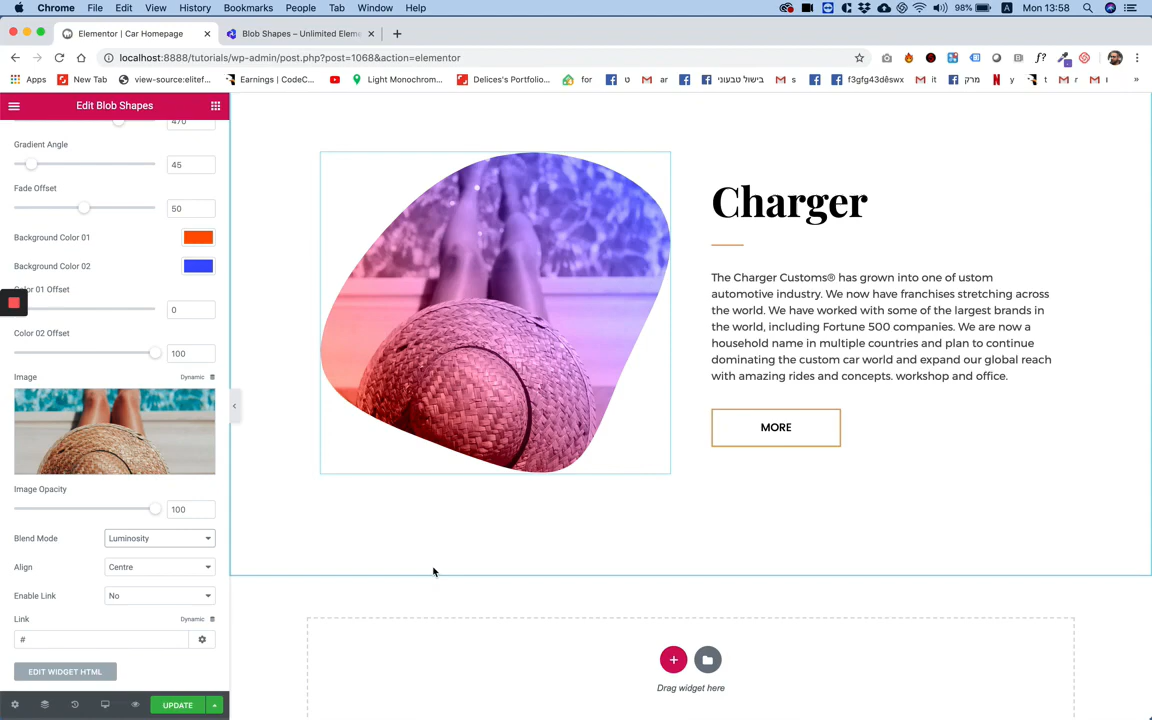 Chrome File Edit View History Bookmarks People Tab Window Help 98% A Mon 13:58
Elementor | Car Homepage Blob Shapes – Unlimited Eleme
localhost:8888/tutorials/wp-admin/post.php?post=1068&action=elementor f?
Apps New Tab view-source:elitef... Earnings | CodeC... Light Monochrom... Delices's Portfolio... for ט ar בישול טבעוני s f3gfg43dêswx it מרק y t r ı »
Edit Blob Shapes
470
Gradient Angle
45
Fade Offset
50
Background Color 01
Background Color 02
Color 01 Offset
0
Color 02 Offset
100
Image Dynamic
Image Opacity
100
Blend Mode Luminosity
Align Centre
Enable Link No
Link Dynamic
#
EDIT WIDGET HTML
UPDATE
Charger
The Charger Customs® has grown into one of ustom
automotive industry. We now have franchises stretching across
the world. We have worked with some of the largest brands in
the world, including Fortune 500 companies. We are now a
household name in multiple countries and plan to continue
dominating the custom car world and expand our global reach
with amazing rides and concepts. workshop and office.
MORE
Drag widget here